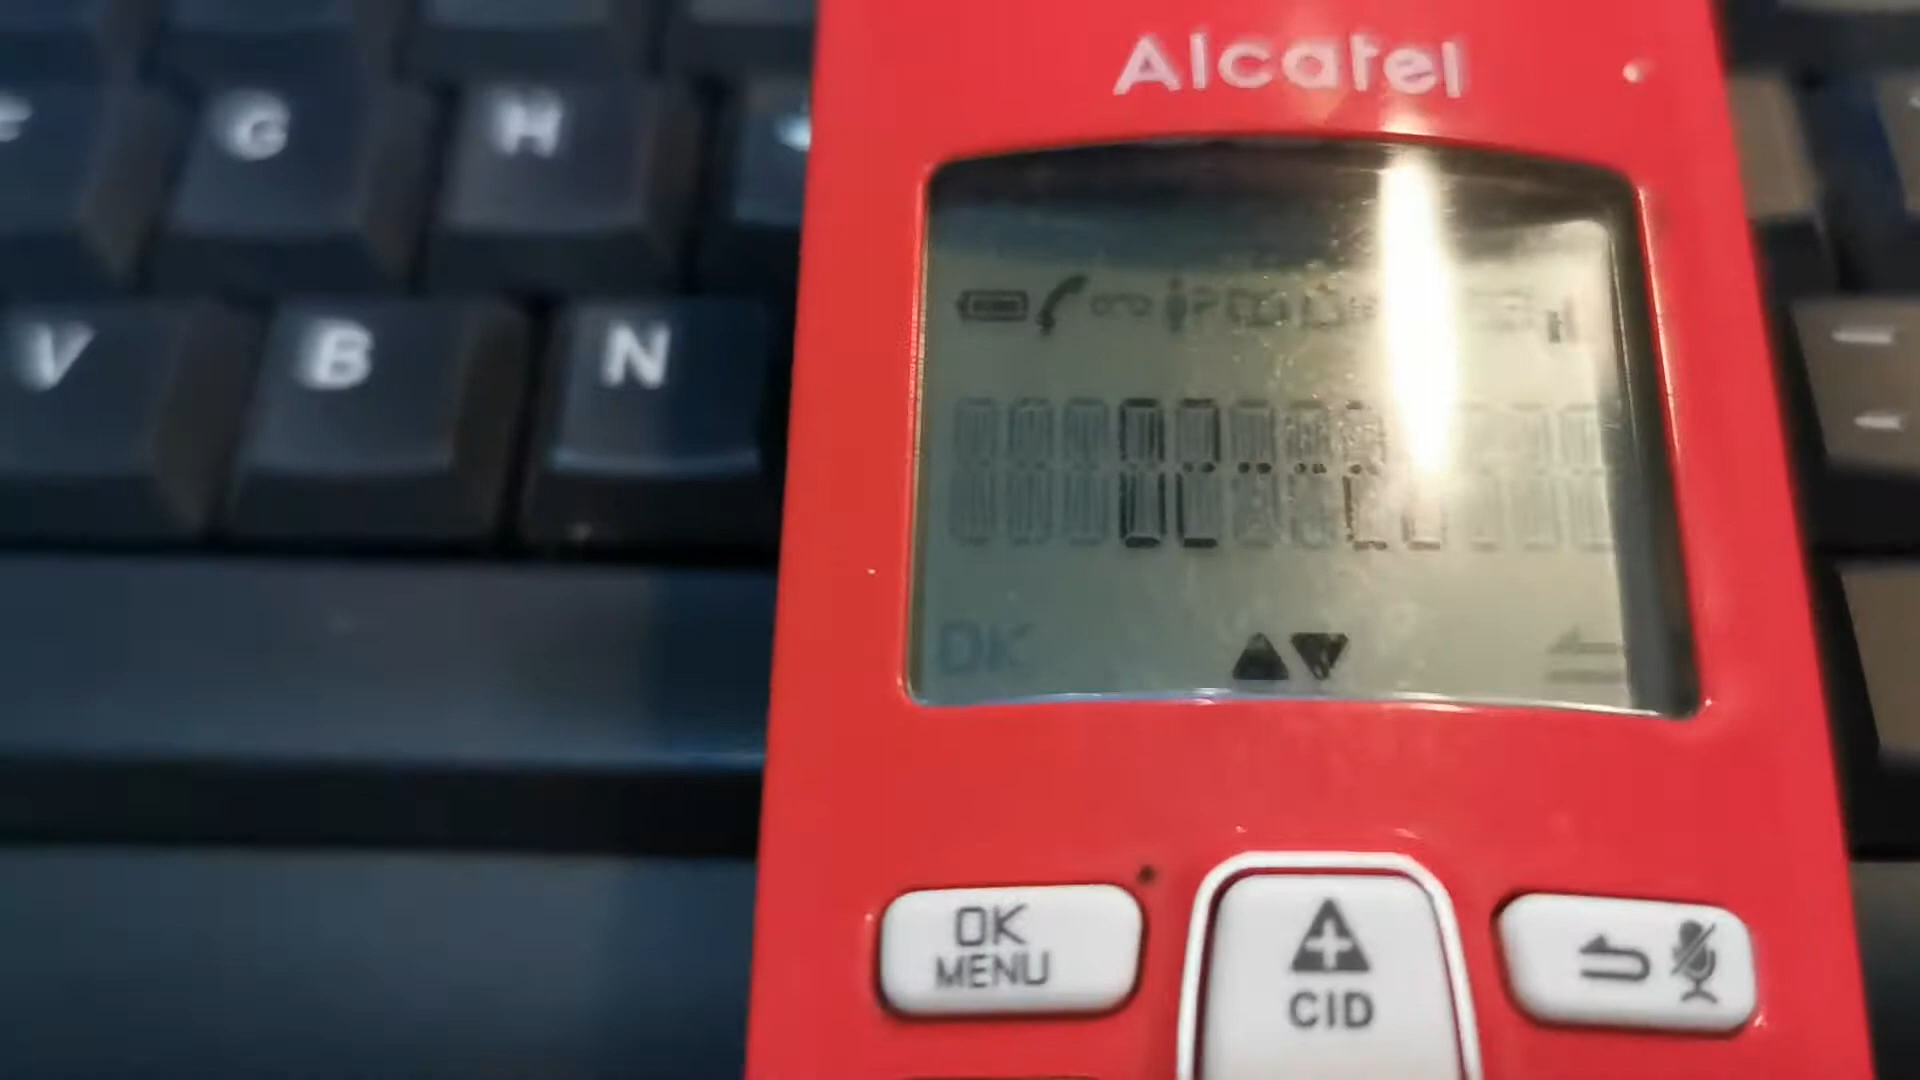 Alcatel
G H
V B N
OK
OK
MENU
CID